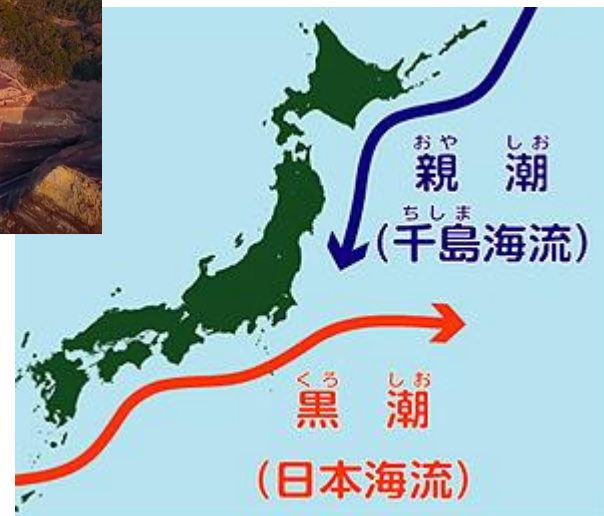 おや しお
親 潮
ちしま
(千島海流)
くろ しお
黒 潮
(日本海流)